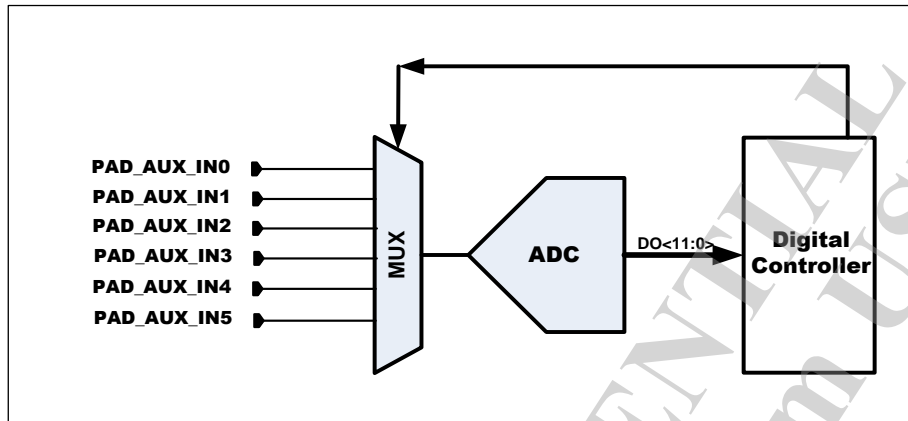 PAD_AUX_IN0
PAD_AUX_IN1
PAD_AUX_IN2
PAD_AUX_IN3
PAD_AUX_IN4
PAD_AUX_IN5
MUX
ADC
DO<11:0>
Digital
Controller